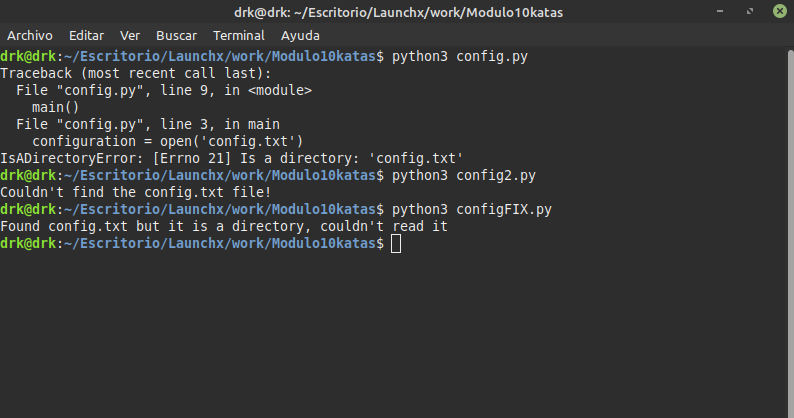 drk@drk: ~/Escritorio/Launchx/work/Modulo10katas
Archivo Editar Ver Buscar Terminal Ayuda
drk@drk:~/Escritorio/Launchx/work/Modulo10katas$ python3 config.py
Traceback (most recent call last):
  File "config.py", line 9, in <module>
    main()
  File "config.py", line 3, in main
    configuration = open('config.txt')
IsADirectoryError: [Errno 21] Is a directory: 'config.txt'
drk@drk:~/Escritorio/Launchx/work/Modulo10katas$ python3 config2.py
Couldn't find the config.txt file!
drk@drk:~/Escritorio/Launchx/work/Modulo10katas$ python3 configFIX.py
Found config.txt but it is a directory, couldn't read it
drk@drk:~/Escritorio/Launchx/work/Modulo10katas$